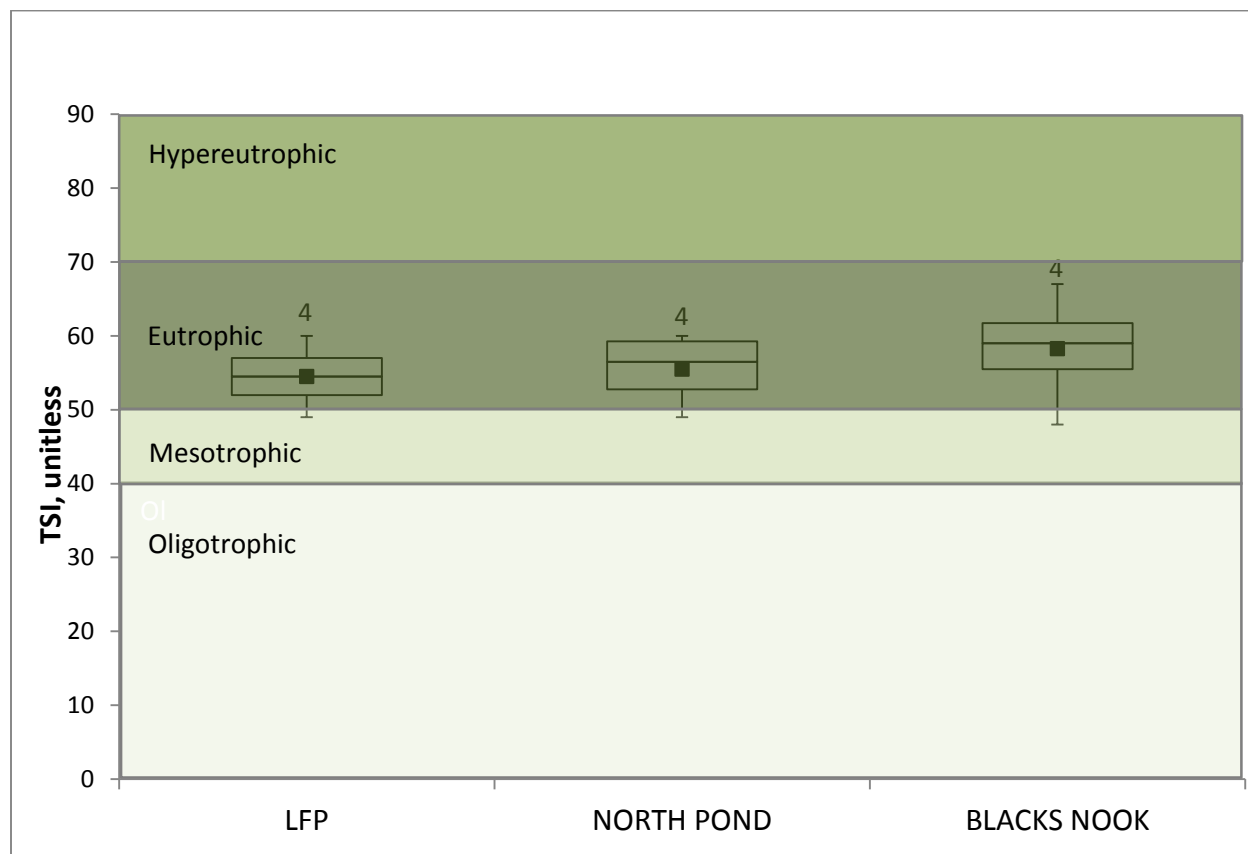 90
Hypereutrophic
80
70
4
4
4
60
Eutrophic
50
Mesotrophic
40
Ol
Oligotrophic
30
20
10
0
TSI, unitless
LFP
NORTH POND
BLACKS NOOK